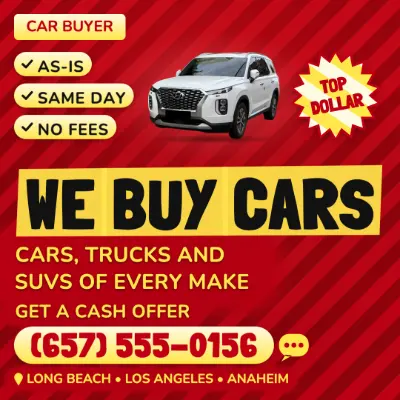 CAR BUYER
AS-IS
SAME DAY
NO FEES
TOP
DOLLAR
WE BUY CARS
CARS, TRUCKS AND
SUVS OF EVERY MAKE
GET A CASH OFFER
(657) 555-0156
LONG BEACH • LOS ANGELES • ANAHEIM